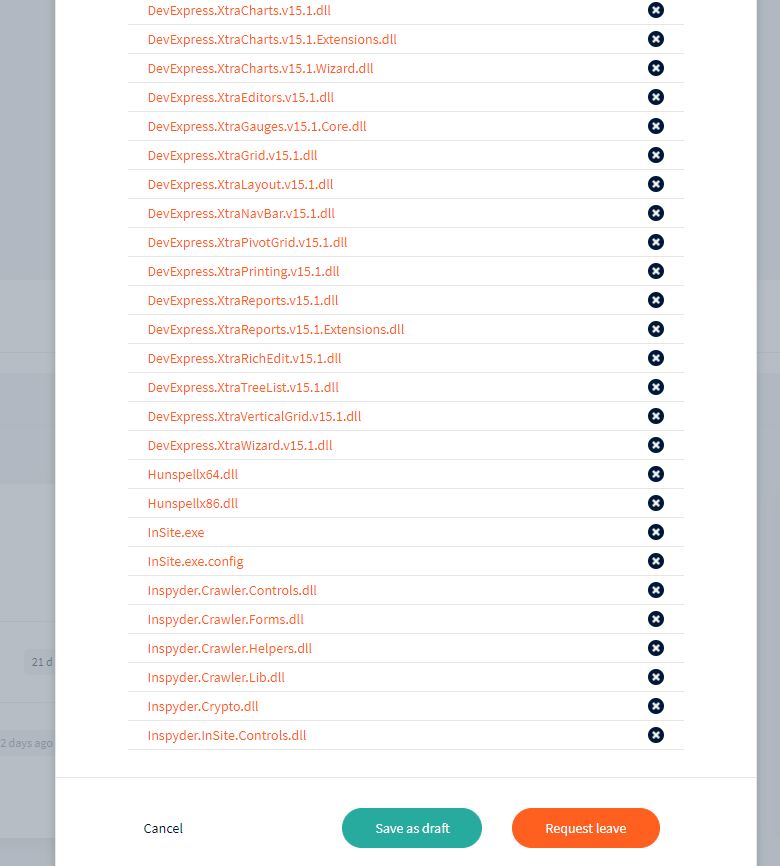 DevExpress.XtraCharts.v15.1.dll
DevExpress.XtraCharts.v15.1.Extensions.dll
DevExpress.XtraCharts.v15.1.Wizard.dll
DevExpress.XtraEditors.v15.1.dll
DevExpress.XtraGauges.v15.1.Core.dll
DevExpress.XtraGrid.v15.1.dll
DevExpress.XtraLayout.v15.1.dll
DevExpress.XtraNavBar.v15.1.dll
DevExpress.XtraPivotGrid.v15.1.dll
DevExpress.XtraPrinting.v15.1.dll
DevExpress.XtraReports.v15.1.dll
DevExpress.XtraReports.v15.1.Extensions.dll
DevExpress.XtraRichEdit.v15.1.dll
DevExpress.XtraTreeList.v15.1.dll
DevExpress.XtraVerticalGrid.v15.1.dll
DevExpress.XtraWizard.v15.1.dll
Hunspellx64.dll
Hunspellx86.dll
InSite.exe
InSite.exe.config
Inspyder.Crawler.Controls.dll
Inspyder.Crawler.Forms.dll
Inspyder.Crawler.Helpers.dll
21 d
Inspyder.Crawler.Lib.dll
Inspyder.Crypto.dll
Inspyder.InSite.Controls.dll
2 days ago
Cancel Save as draft Request leave